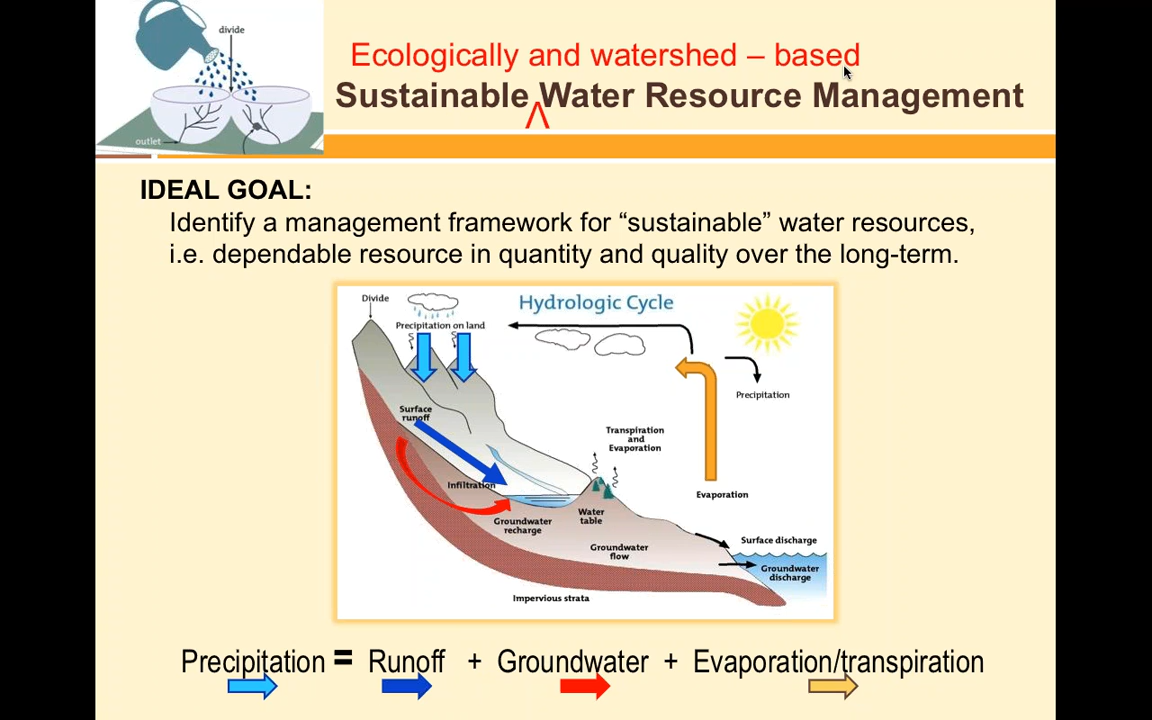 divide
outlet
Ecologically and watershed – based
Sustainable Water Resource Management
IDEAL GOAL:
Identify a management framework for “sustainable” water resources,
i.e. dependable resource in quantity and quality over the long-term.
Hydrologic Cycle
Divide
Precipitation on land
Precipitation
Surface
runoff
Transpiration
and
Evaporation
Infiltration
Evaporation
Water
table
Groundwater
recharge
Surface discharge
Groundwater
flow
Groundwater
discharge
Impervious strata
Precipitation = Runoff + Groundwater + Evaporation/transpiration